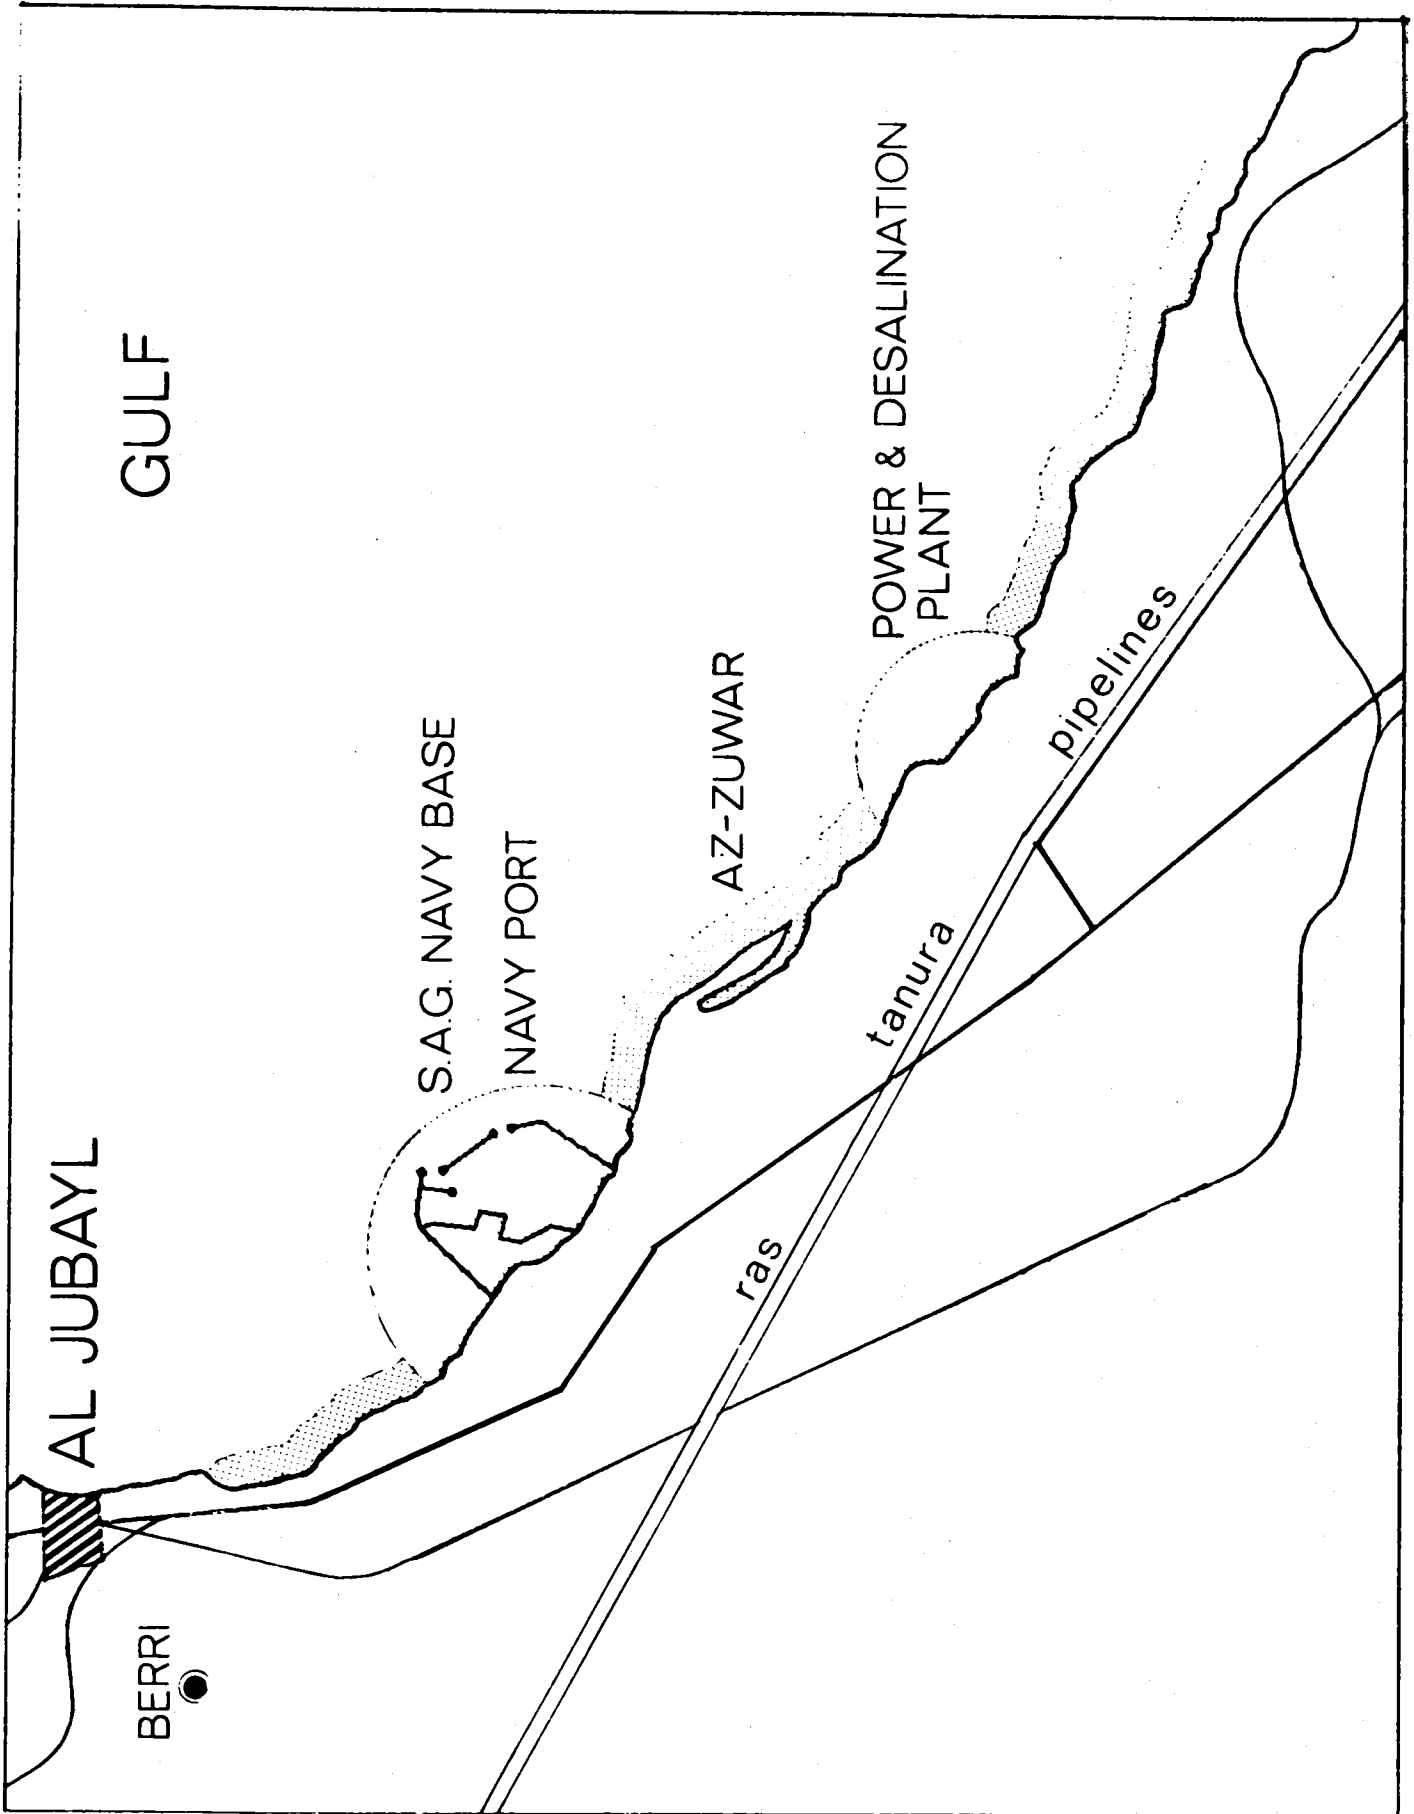 AL JUBAYL
GULF
BERRI
S.A.G. NAVY BASE
NAVY PORT
AZ-ZUWAR
POWER & DESALINATION
PLANT
ras tanura pipelines